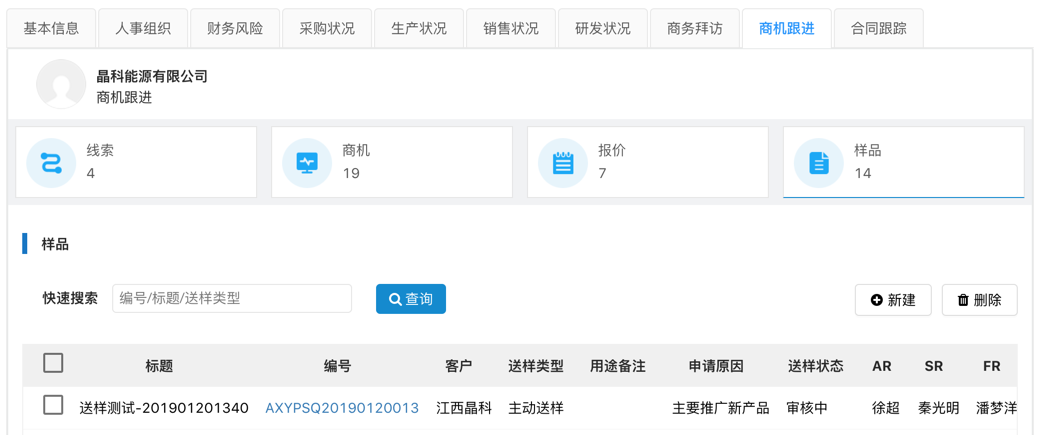 基本信息 人事组织 财务风险 采购状况 生产状况 销售状况 研发状况 商务拜访 商机跟进 合同跟踪
晶科能源有限公司
商机跟进
线索 商机 报价 样品
4 19 7 14
样品
快速搜索 编号/标题/送样类型 查询 新建 删除
标题 编号 客户 送样类型 用途备注 申请原因 送样状态 AR SR FR
送样测试-201901201340 AXYPSQ20190120013 江西晶科 主动送样 主要推广新产品 审核中 徐超 秦光明 潘梦洋